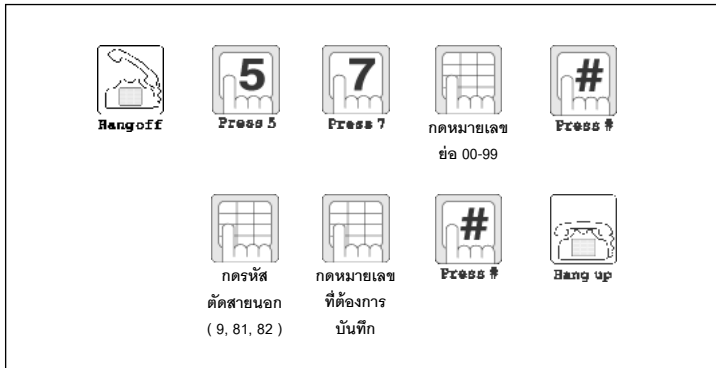 5
7
#
Hang off
Press 5
Press 7
กดหมายเลข
ย่อ 00-99
Press #
#
กดรหัส
ตัดสายนอก
( 9, 81, 82 )
กดหมายเลข
ที่ต้องการ
บันทึก
Press #
Hang up